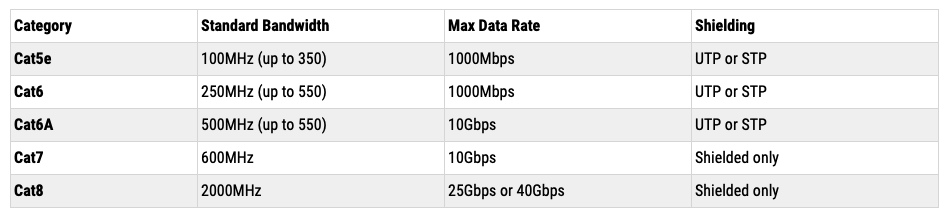 Category Standard Bandwidth Max Data Rate Shielding
Cat5e 100MHz (up to 350) 1000Mbps UTP or STP
Cat6 250MHz (up to 550) 1000Mbps UTP or STP
Cat6A 500MHz (up to 550) 10Gbps UTP or STP
Cat7 600MHz 10Gbps Shielded only
Cat8 2000MHz 25Gbps or 40Gbps Shielded only